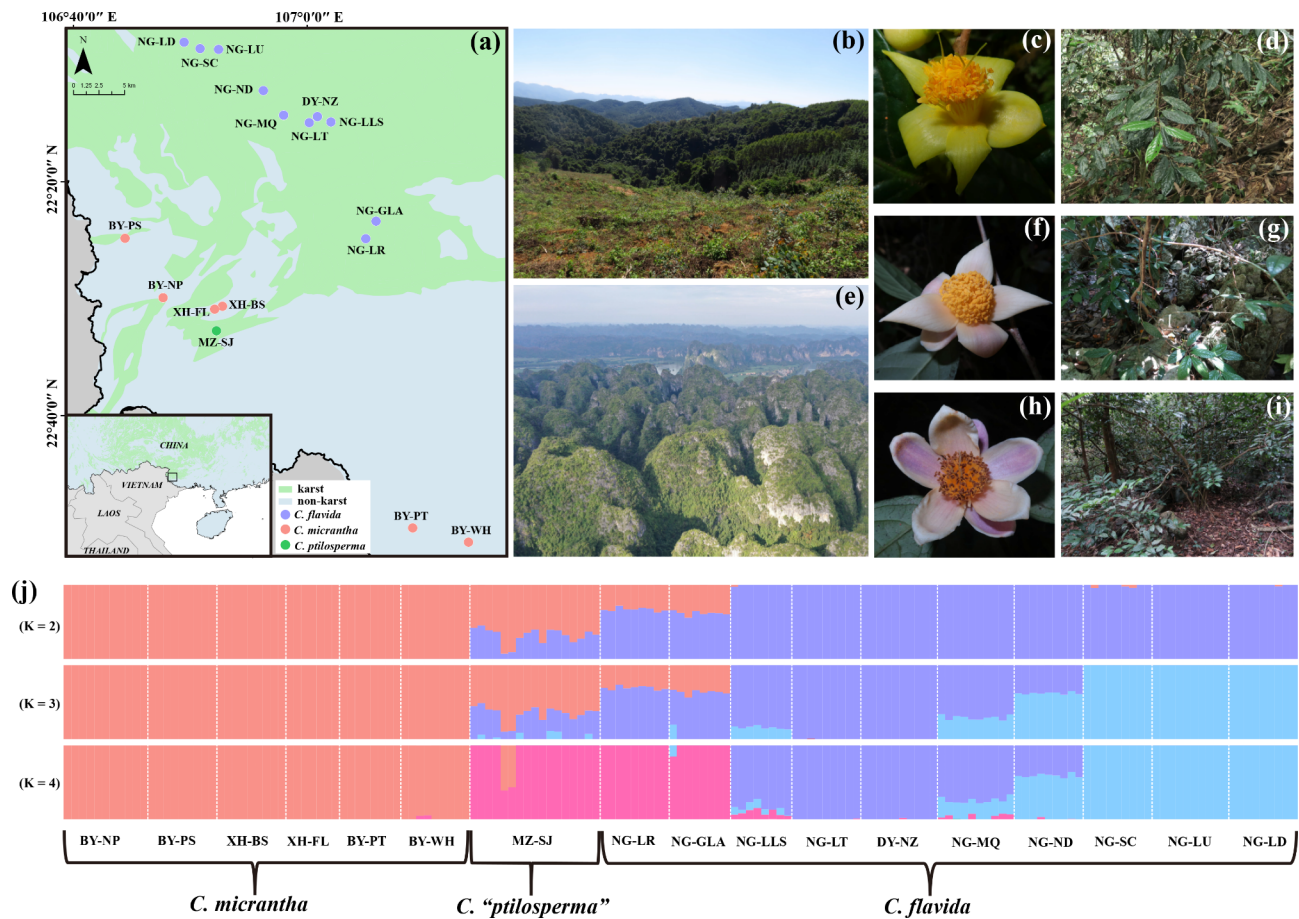 106°40′0″ E
107°0′0″ E
(a)
N
0 1.25 2.5 5 km
NG-LD
NG-SC
NG-LU
NG-ND
NG-MQ
DY-NZ
NG-LT
NG-LLS
22°20′0″ N
NG-GLA
NG-LR
BY-PS
BY-NP
XH-FL
XH-BS
MZ-SJ
22°40′0″ N
CHINA
VIETNAM
LAOS
THAILAND
karst
non-karst
C. flavida
C. micrantha
C. ptilosperma
BY-PT
BY-WH
(b)
(c)
(d)
(e)
(f)
(g)
(h)
(i)
(j)
(K = 2)
(K = 3)
(K = 4)
BY-NP BY-PS XH-BS XH-FL BY-PT BY-WH MZ-SJ NG-LR NG-GLA NG-LLS NG-LT DY-NZ NG-MQ NG-ND NG-SC NG-LU NG-LD
C. micrantha C. “ptilosperma” C. flavida